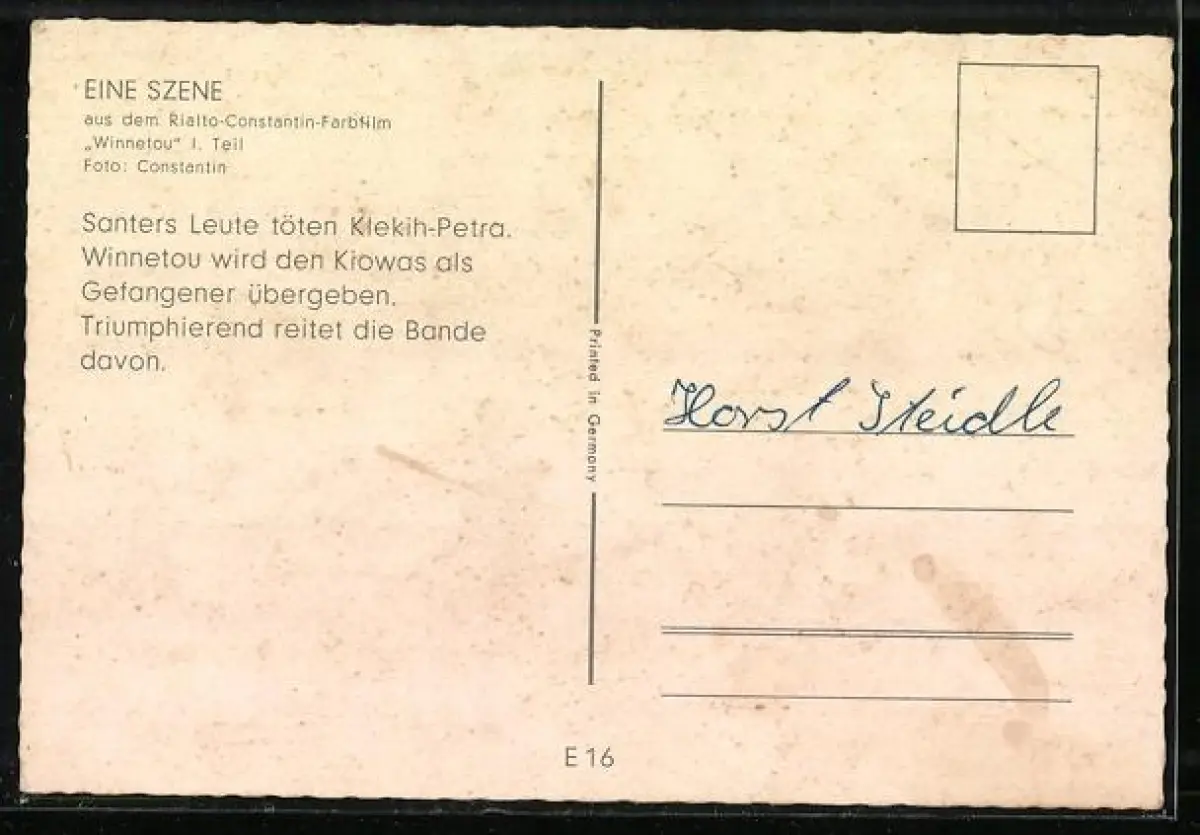 EINE SZENE
aus dem Rialto-Constantin-Farbfilm
„Winnetou“ I. Teil
Foto: Constantin
Santers Leute töten Klekih-Petra.
Winnetou wird den Kiowas als
Gefangener übergeben.
Triumphierend reitet die Bande
davon.
Printed in Germany
Horst Steidle
E 16